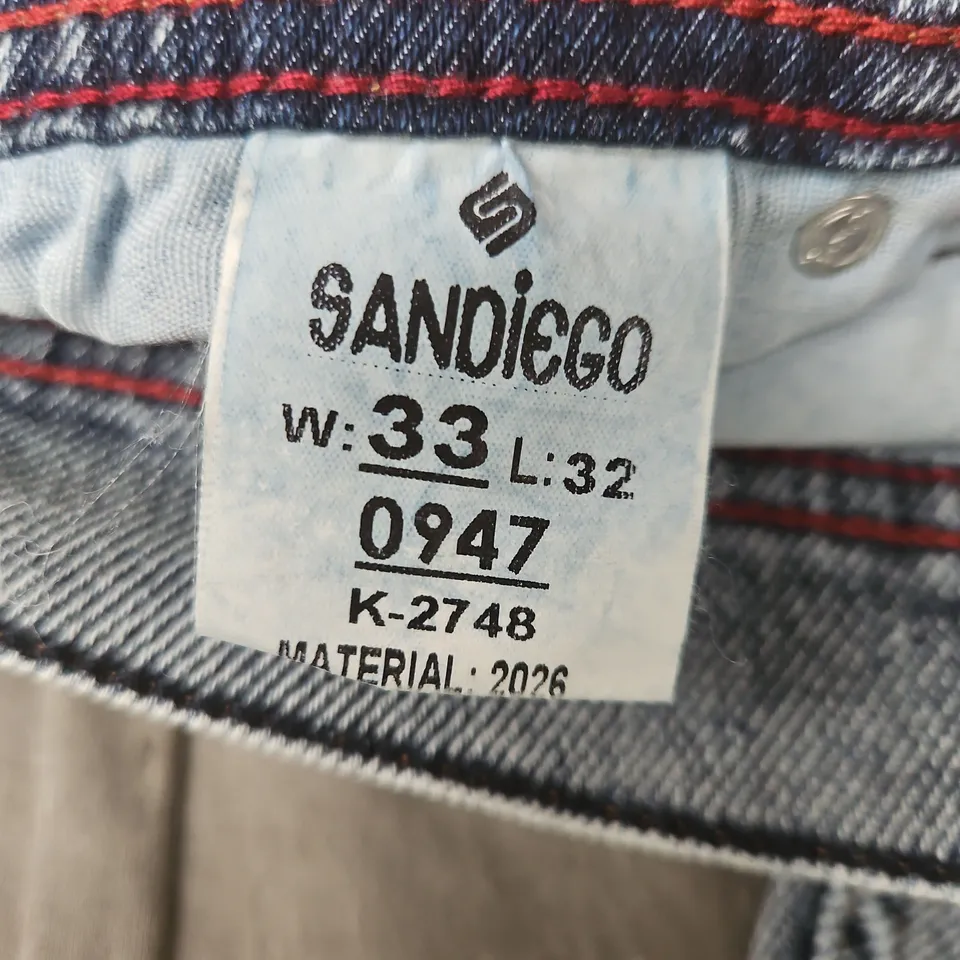 SANDiEGO
W: 33 L: 32
0947
K-2748
MATERIAL: 2026